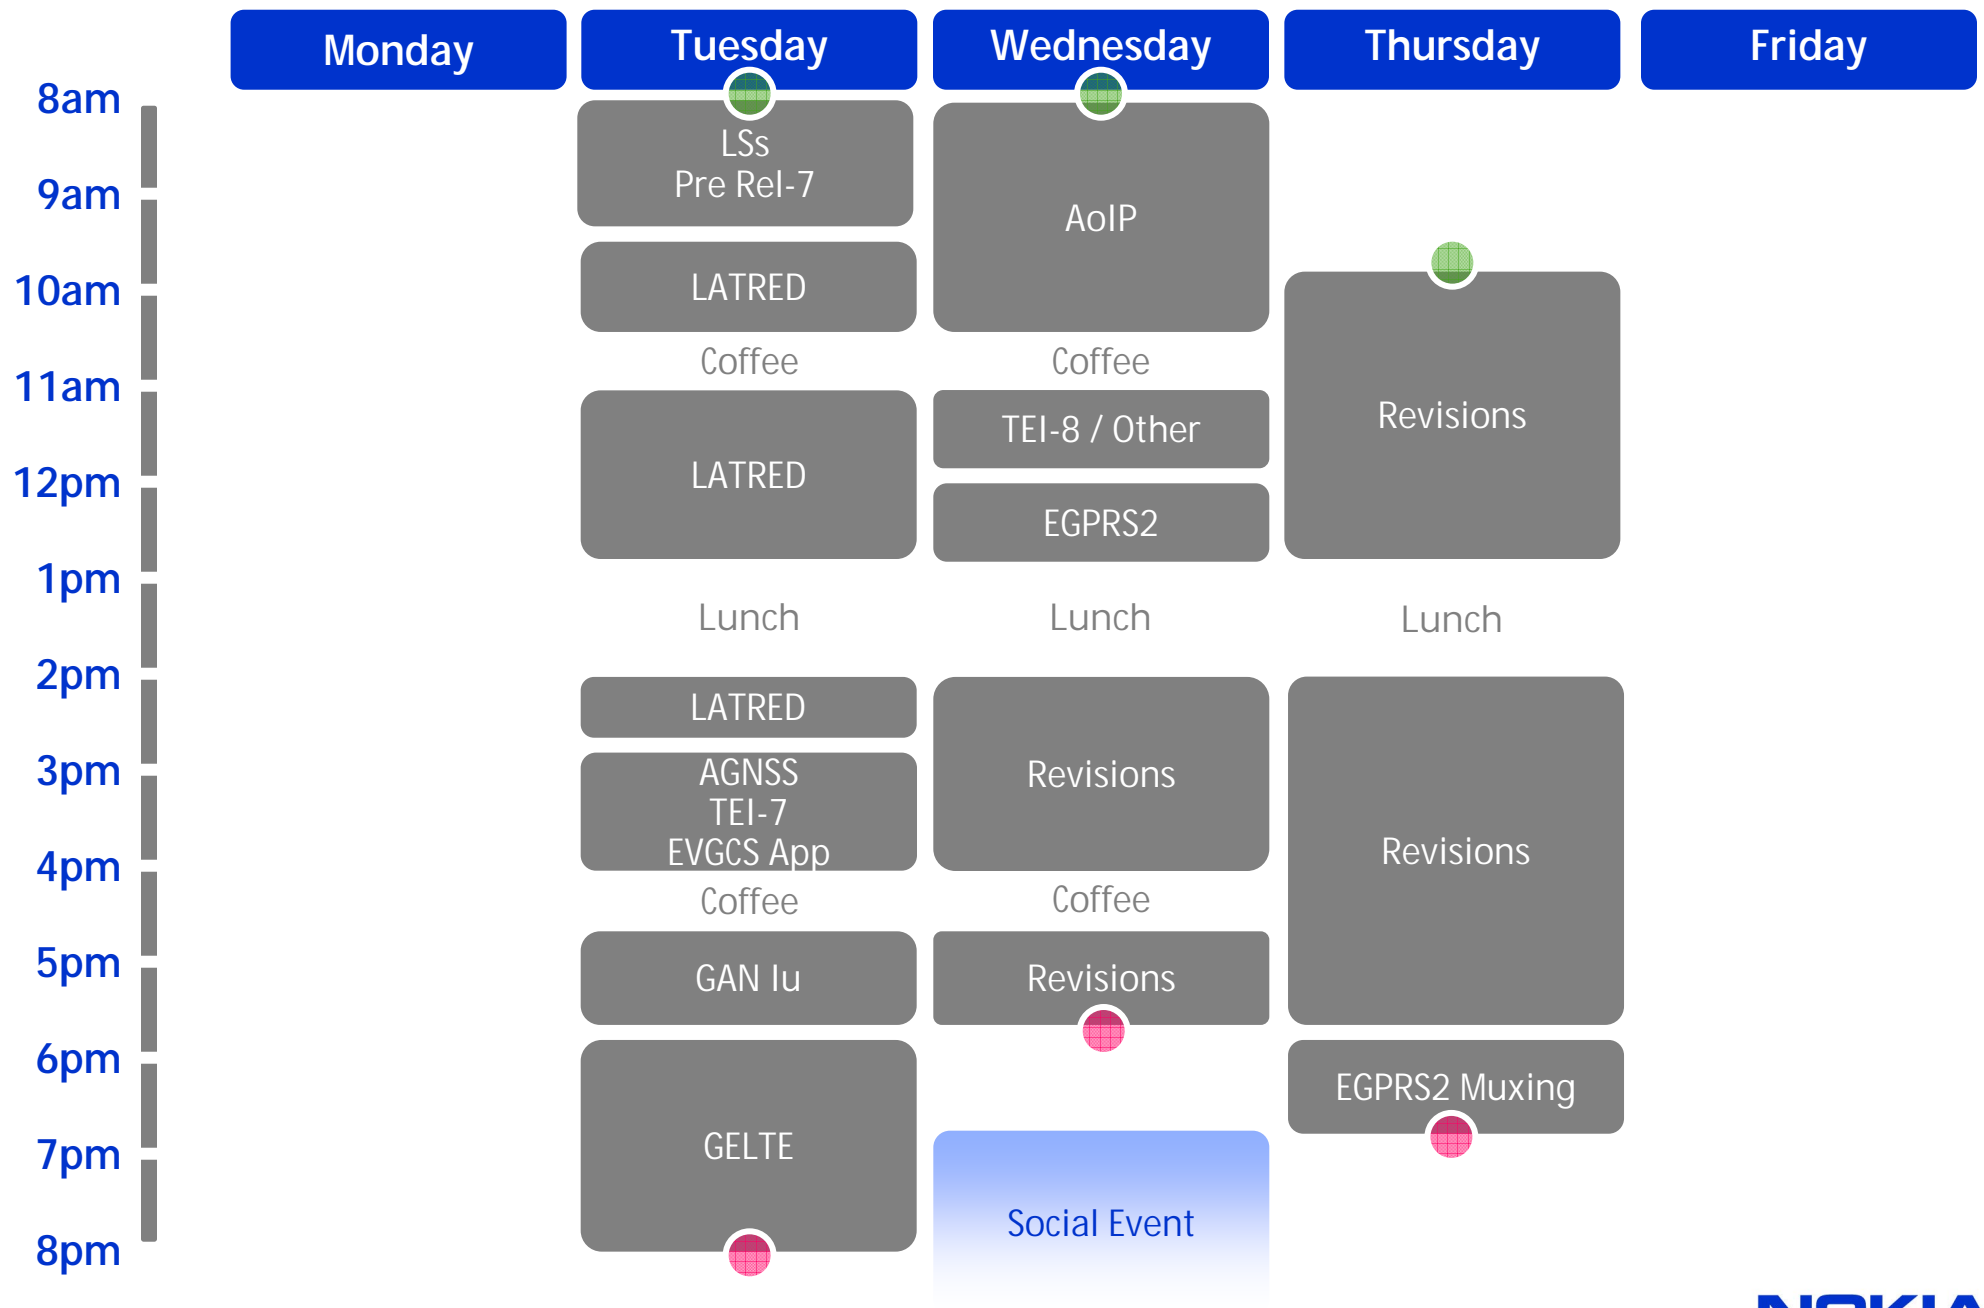 Monday
Tuesday
Wednesday
Thursday
Friday
8am
9am
10am
11am
12pm
1pm
2pm
3pm
4pm
5pm
6pm
7pm
8pm
LSs
Pre Rel-7
LATRED
Coffee
LATRED
Lunch
LATRED
AGNSS
TEI-7
EVGCS App
Coffee
GAN Iu
GELTE
AoIP
Coffee
TEI-8 / Other
EGPRS2
Lunch
Revisions
Coffee
Revisions
Social Event
Revisions
Lunch
Revisions
EGPRS2 Muxing
NOKIA